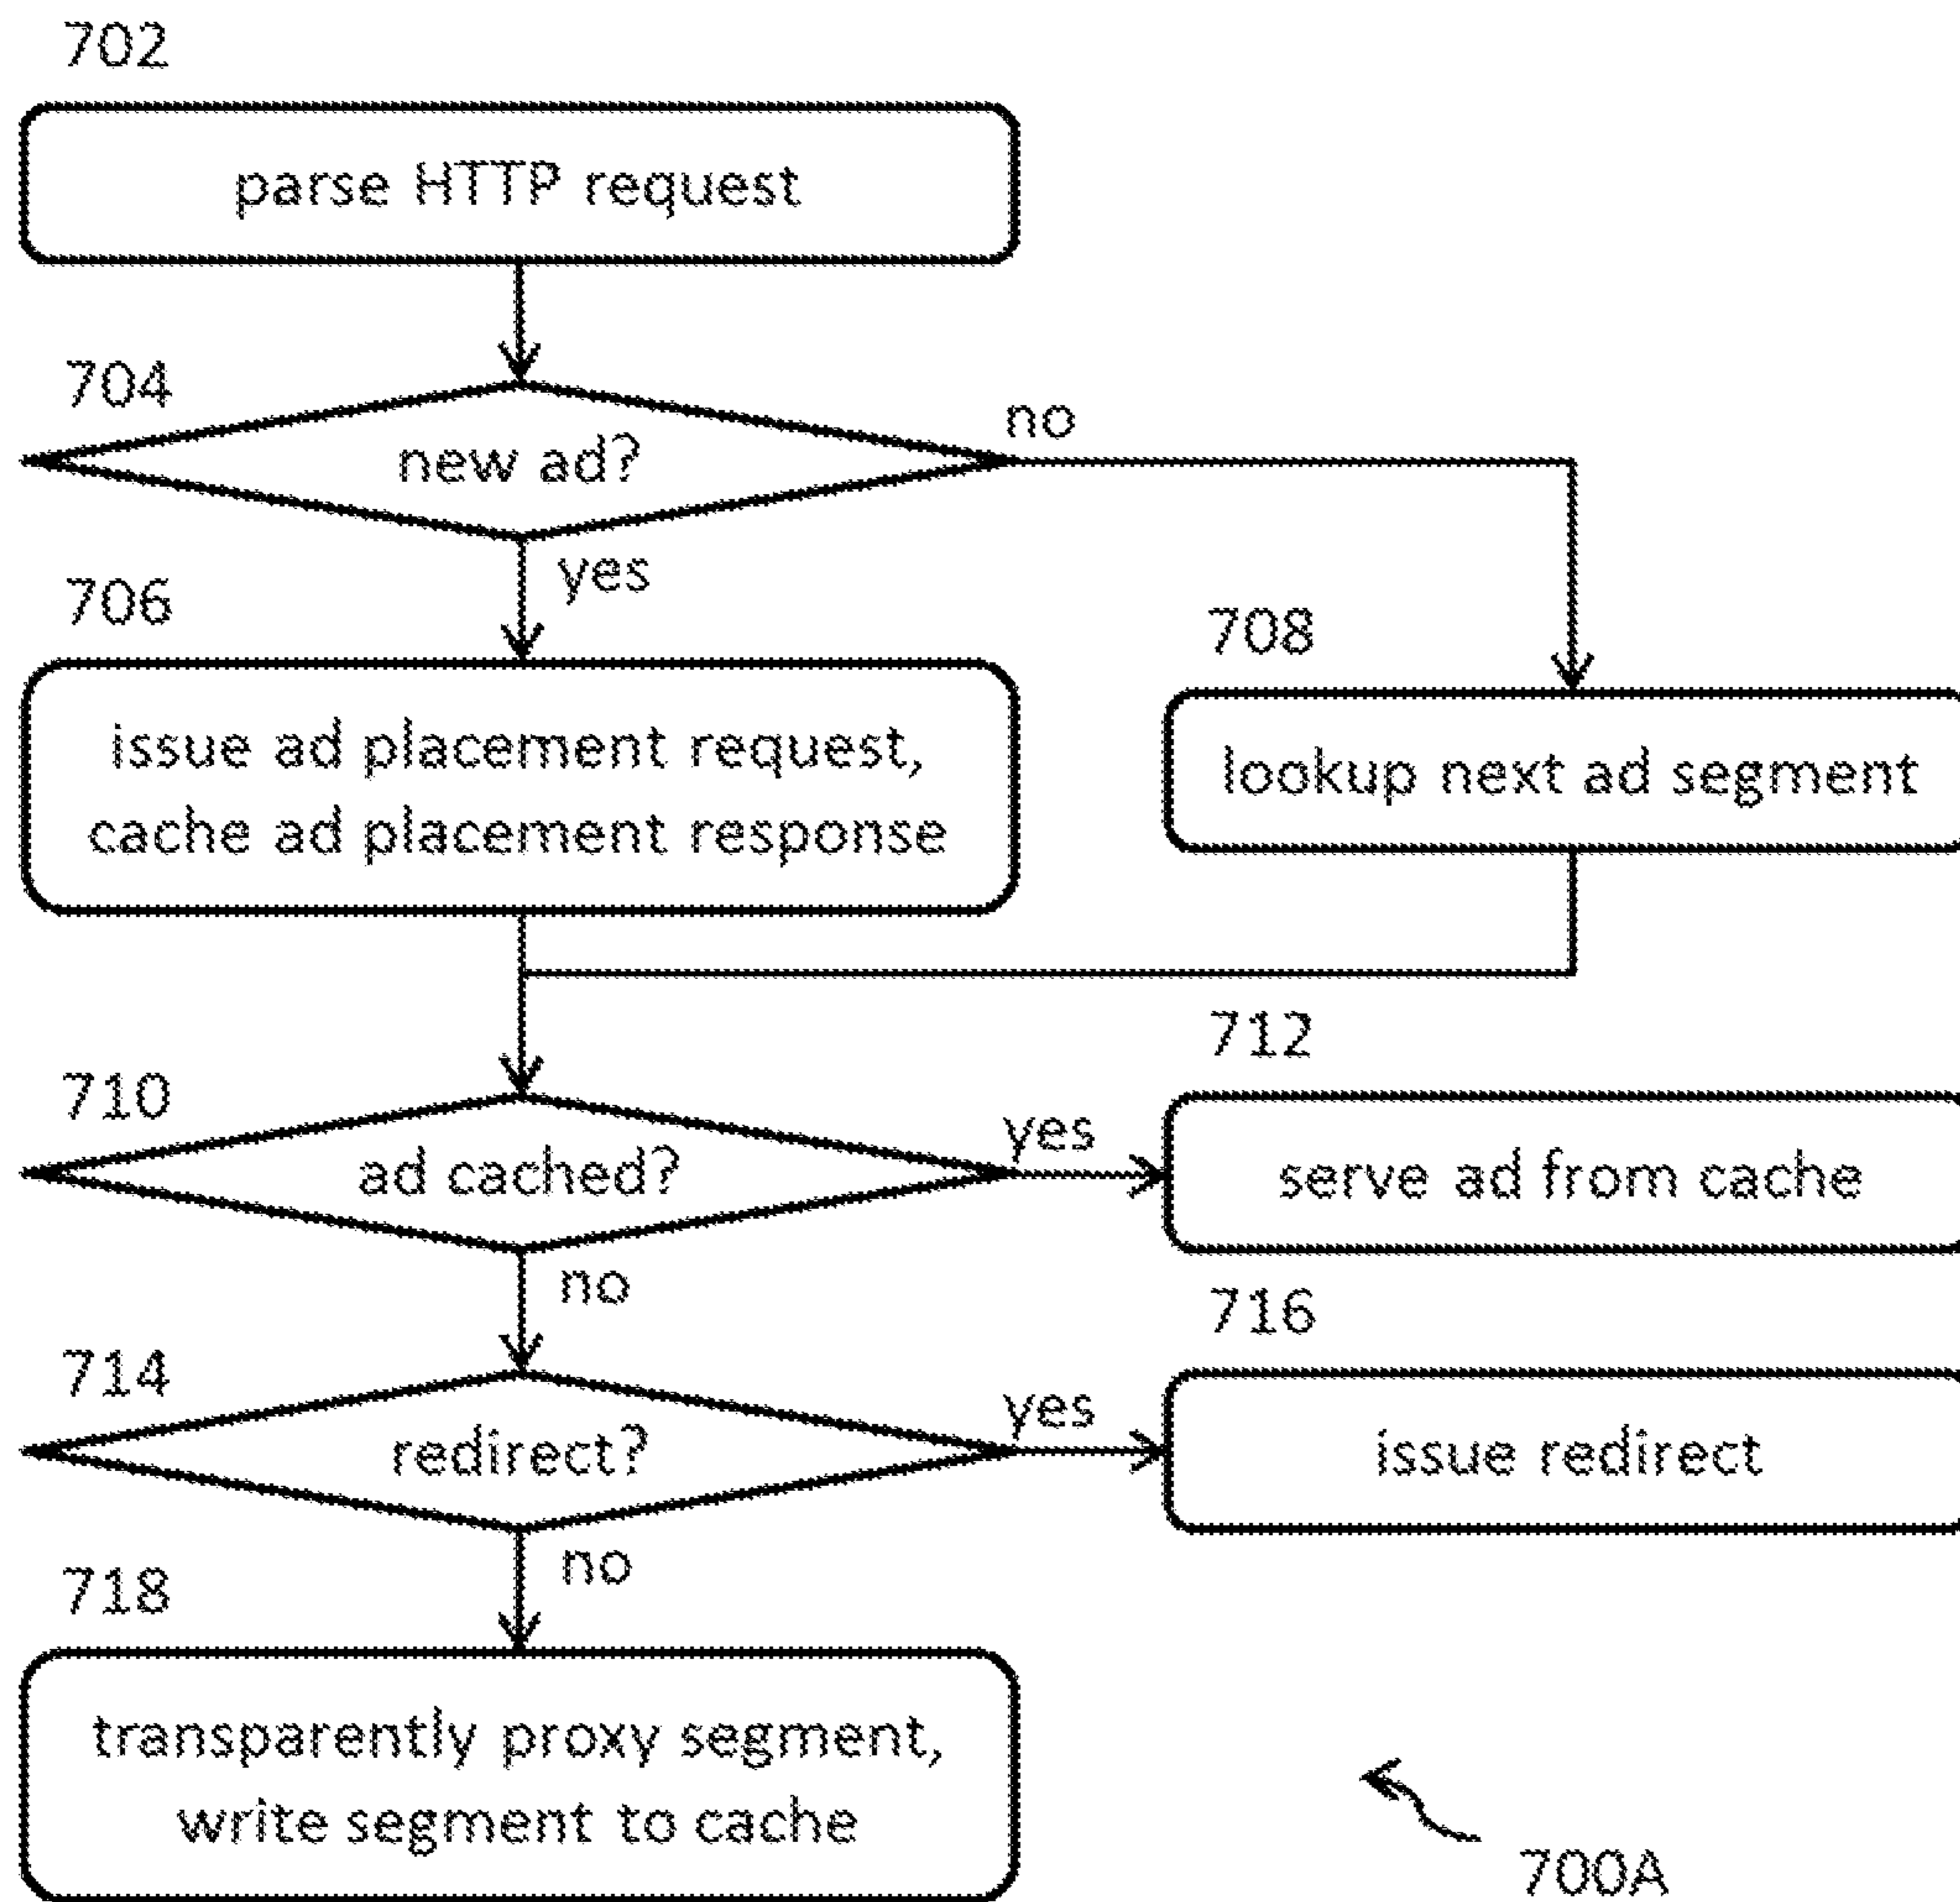 702
parse HTTP request
704
new ad?
no
yes
706
issue ad placement request,
cache ad placement response
708
lookup next ad segment
710
ad cached?
yes
712
serve ad from cache
no
714
redirect?
yes
716
issue redirect
no
718
transparently proxy segment,
write segment to cache
700A